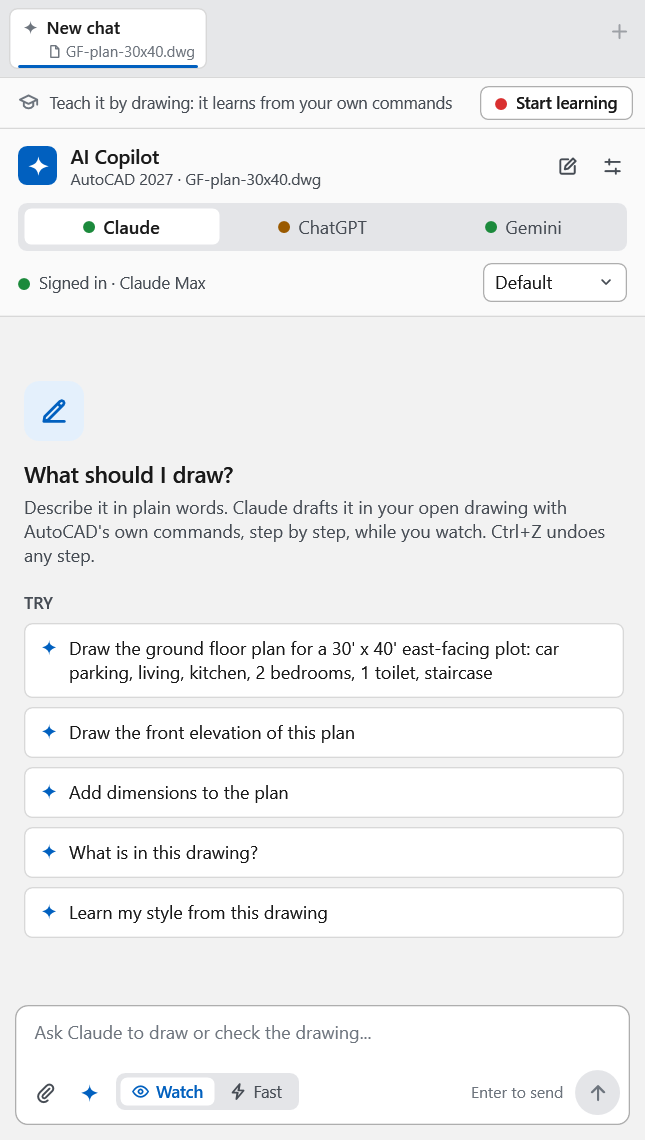 New chat
GF-plan-30x40.dwg
Teach it by drawing: it learns from your own commands
Start learning
AI Copilot
AutoCAD 2027 · GF-plan-30x40.dwg
Claude
ChatGPT
Gemini
Signed in · Claude Max
Default
What should I draw?
Describe it in plain words. Claude drafts it in your open drawing with
AutoCAD's own commands, step by step, while you watch. Ctrl+Z undoes
any step.
TRY
Draw the ground floor plan for a 30' x 40' east-facing plot: car
parking, living, kitchen, 2 bedrooms, 1 toilet, staircase
Draw the front elevation of this plan
Add dimensions to the plan
What is in this drawing?
Learn my style from this drawing
Ask Claude to draw or check the drawing...
Watch
Fast
Enter to send